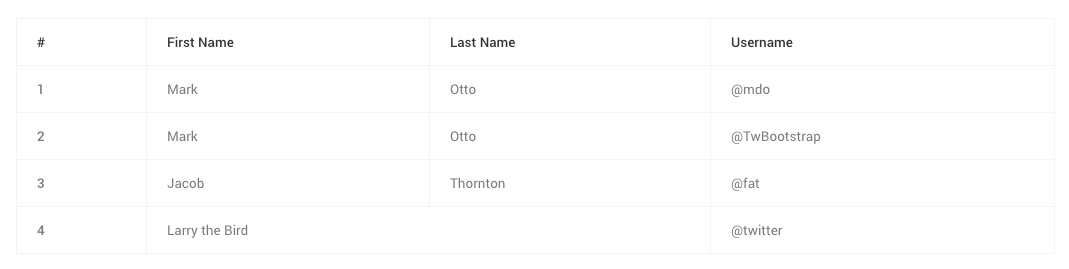 # First Name Last Name Username
1 Mark Otto @mdo
2 Mark Otto @TwBootstrap
3 Jacob Thornton @fat
4 Larry the Bird @twitter